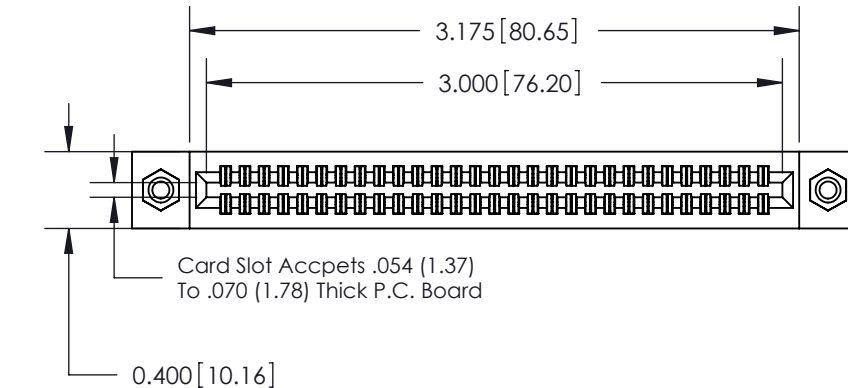 3.175[80.65]
3.000[76.20]
Card Slot Accpets .054 (1.37)
To .070 (1.78) Thick P.C. Board
0.400[10.16]